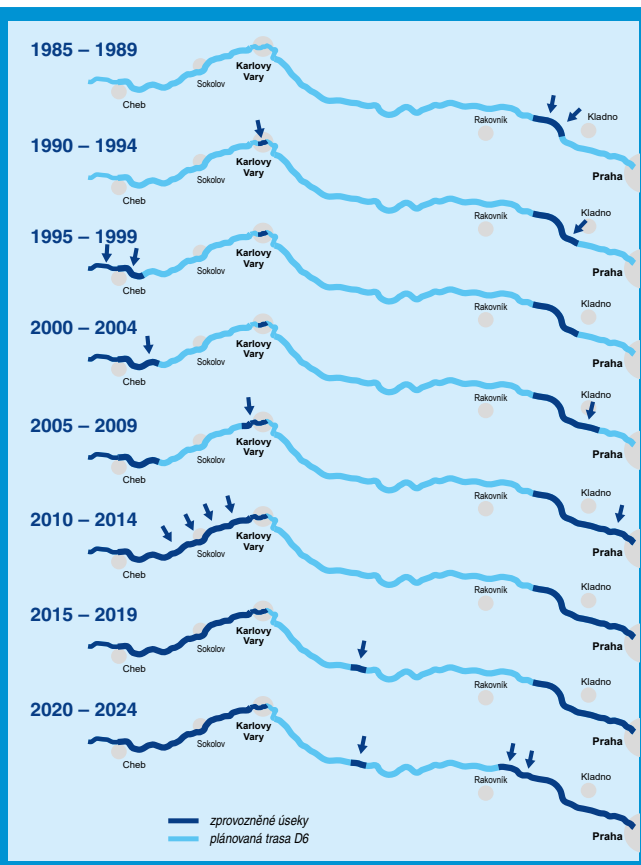 1985 – 1989
Karlovy
Vary
Sokolov
Cheb
Rakovník
Kladno
Praha
1990 – 1994
Karlovy
Vary
Sokolov
Cheb
Rakovník
Kladno
Praha
1995 – 1999
Karlovy
Vary
Sokolov
Cheb
Rakovník
Kladno
Praha
2000 – 2004
Karlovy
Vary
Sokolov
Cheb
Rakovník
Kladno
Praha
2005 – 2009
Karlovy
Vary
Sokolov
Cheb
Rakovník
Kladno
Praha
2010 – 2014
Karlovy
Vary
Sokolov
Cheb
Rakovník
Kladno
Praha
2015 – 2019
Karlovy
Vary
Sokolov
Cheb
Rakovník
Kladno
Praha
2020 – 2024
Karlovy
Vary
Sokolov
Cheb
Rakovník
Kladno
Praha
zprovozněné úseky
plánovaná trasa D6